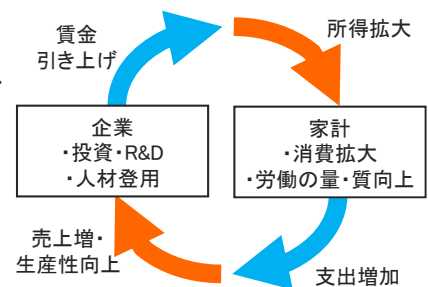 賃金
引き上げ
所得拡大
企業
・投資・R&D
・人材登用
家計
・消費拡大
・労働の量・質向上
売上増・
生産性向上
支出増加